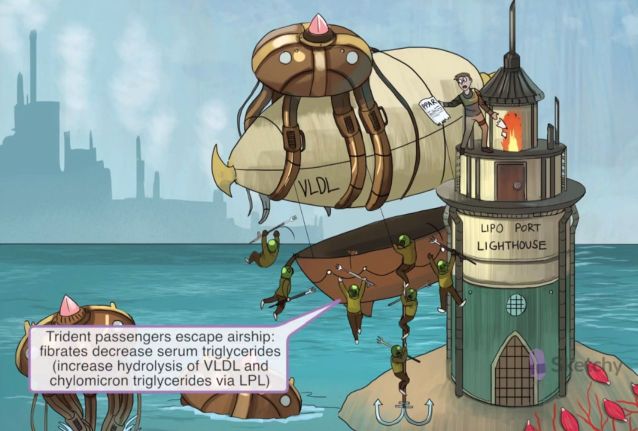 PPAR
VLDL
LIPO PORT
LIGHTHOUSE
Trident passengers escape airship:
fibrates decrease serum triglycerides
(increase hydrolysis of VLDL and
chylomicron triglycerides via LPL)
Sketchy